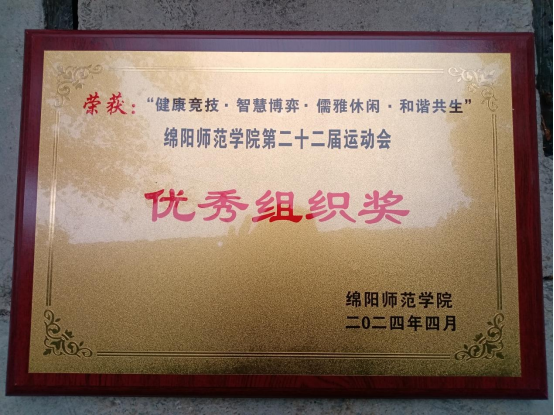 荣获：“健康竞技·智慧博弈·儒雅休闲·和谐共生”
绵阳师范学院第二十二届运动会
优秀组织奖
绵阳师范学院
二〇二四年四月